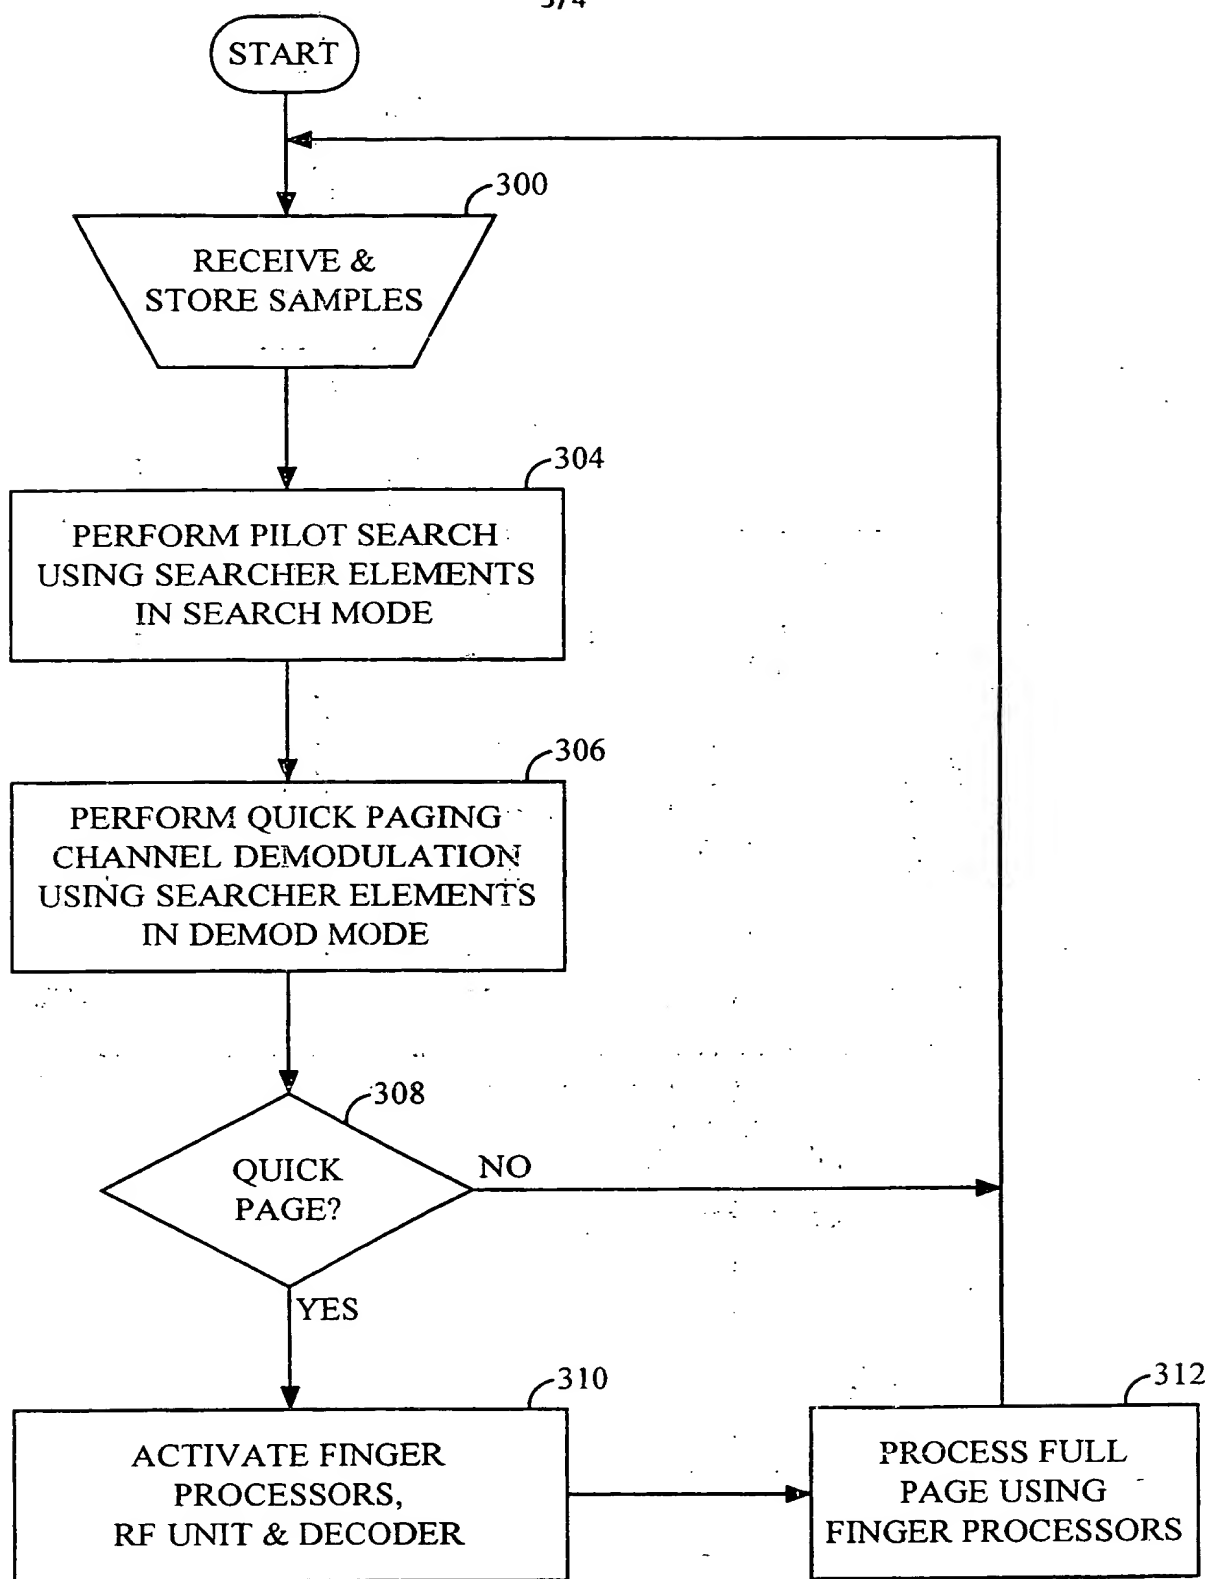 3/4
START
300
RECEIVE &
STORE SAMPLES
304
PERFORM PILOT SEARCH
USING SEARCHER ELEMENTS
IN SEARCH MODE
306
PERFORM QUICK PAGING
CHANNEL DEMODULATION
USING SEARCHER ELEMENTS
IN DEMOD MODE
308
QUICK
PAGE?
NO
YES
310
ACTIVATE FINGER
PROCESSORS,
RF UNIT & DECODER
312
PROCESS FULL
PAGE USING
FINGER PROCESSORS